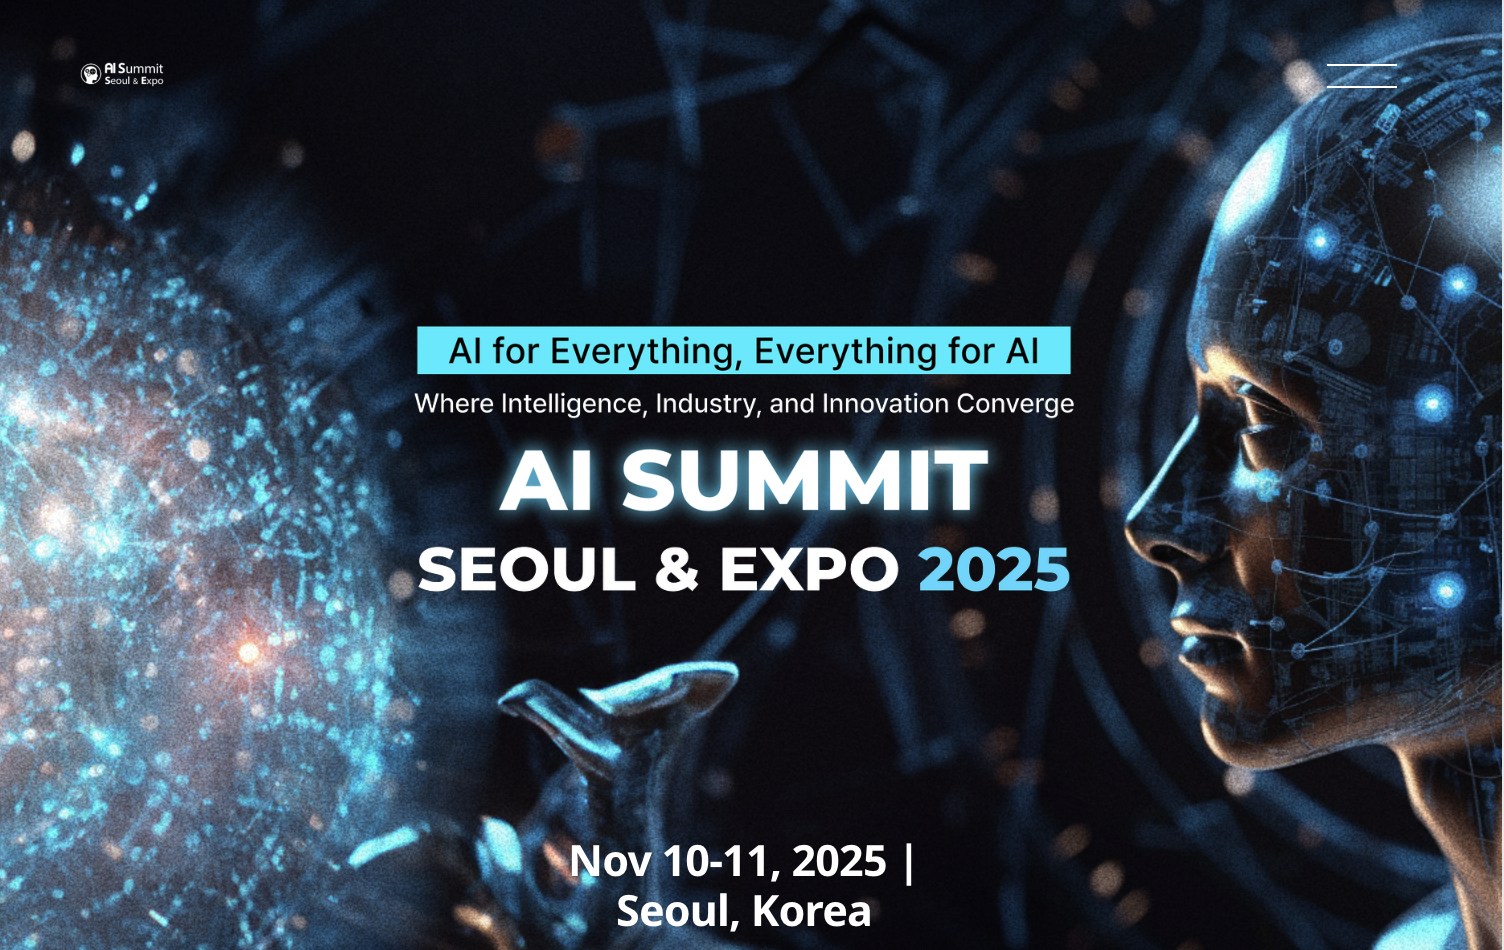 AI Summit
Seoul & Expo
AI for Everything, Everything for AI
Where Intelligence, Industry, and Innovation Converge
AI SUMMIT
SEOUL & EXPO 2025
Nov 10-11, 2025 |
Seoul, Korea